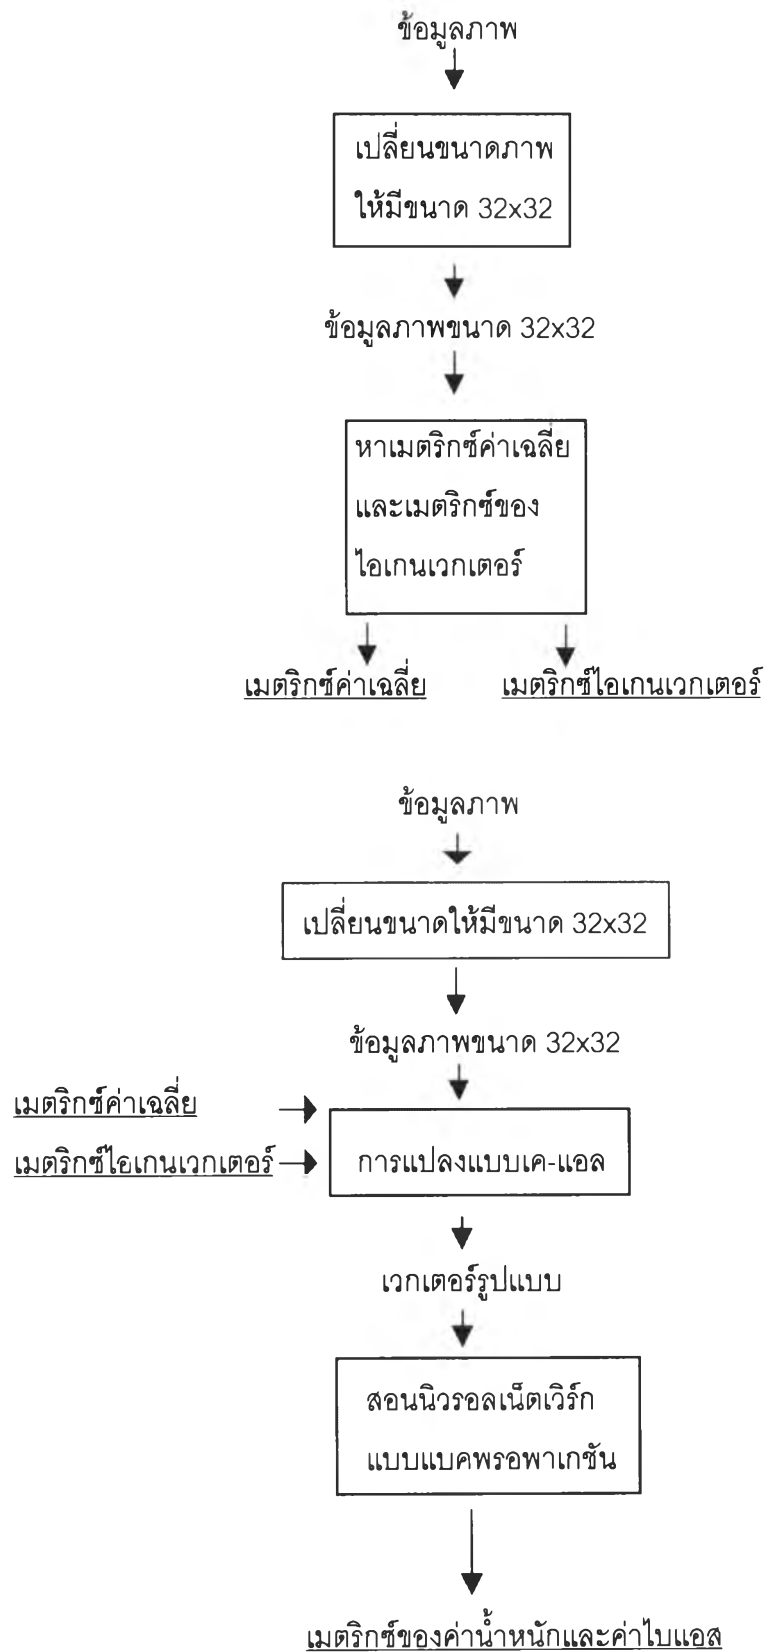 ข้อมูลภาพ
เปลี่ยนขนาดภาพ
ให้มีขนาด 32x32
ข้อมูลภาพขนาด 32x32
หาเมตริกซ์ค่าเฉลี่ย
และเมตริกซ์ของ
ไอเกนเวกเตอร์
เมตริกซ์ค่าเฉลี่ย เมตริกซ์ไอเกนเวกเตอร์
ข้อมูลภาพ
เปลี่ยนขนาดให้มีขนาด 32x32
ข้อมูลภาพขนาด 32x32
เมตริกซ์ค่าเฉลี่ย
เมตริกซ์ไอเกนเวกเตอร์ การแปลงแบบเค-แอล
เวกเตอร์รูปแบบ
สอนนิวรอลเน็ตเวิร์ก
แบบแบคพรอพาเกชัน
เมตริกซ์ของค่าน้ำหนักและค่าไบแอส